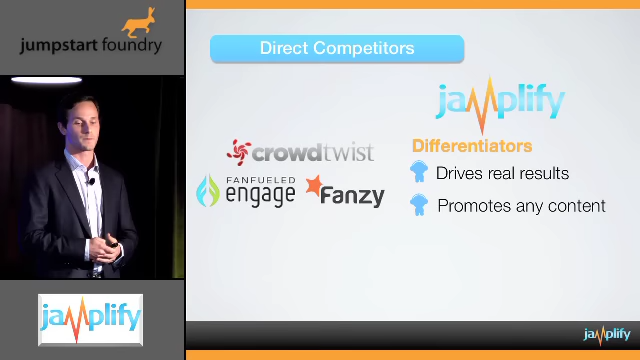 jumpstart foundry
Direct Competitors
jamplify
Differentiators
crowdtwist
Drives real results
FANFUELED
engage
Fanzy
Promotes any content
jamplify
jamplify